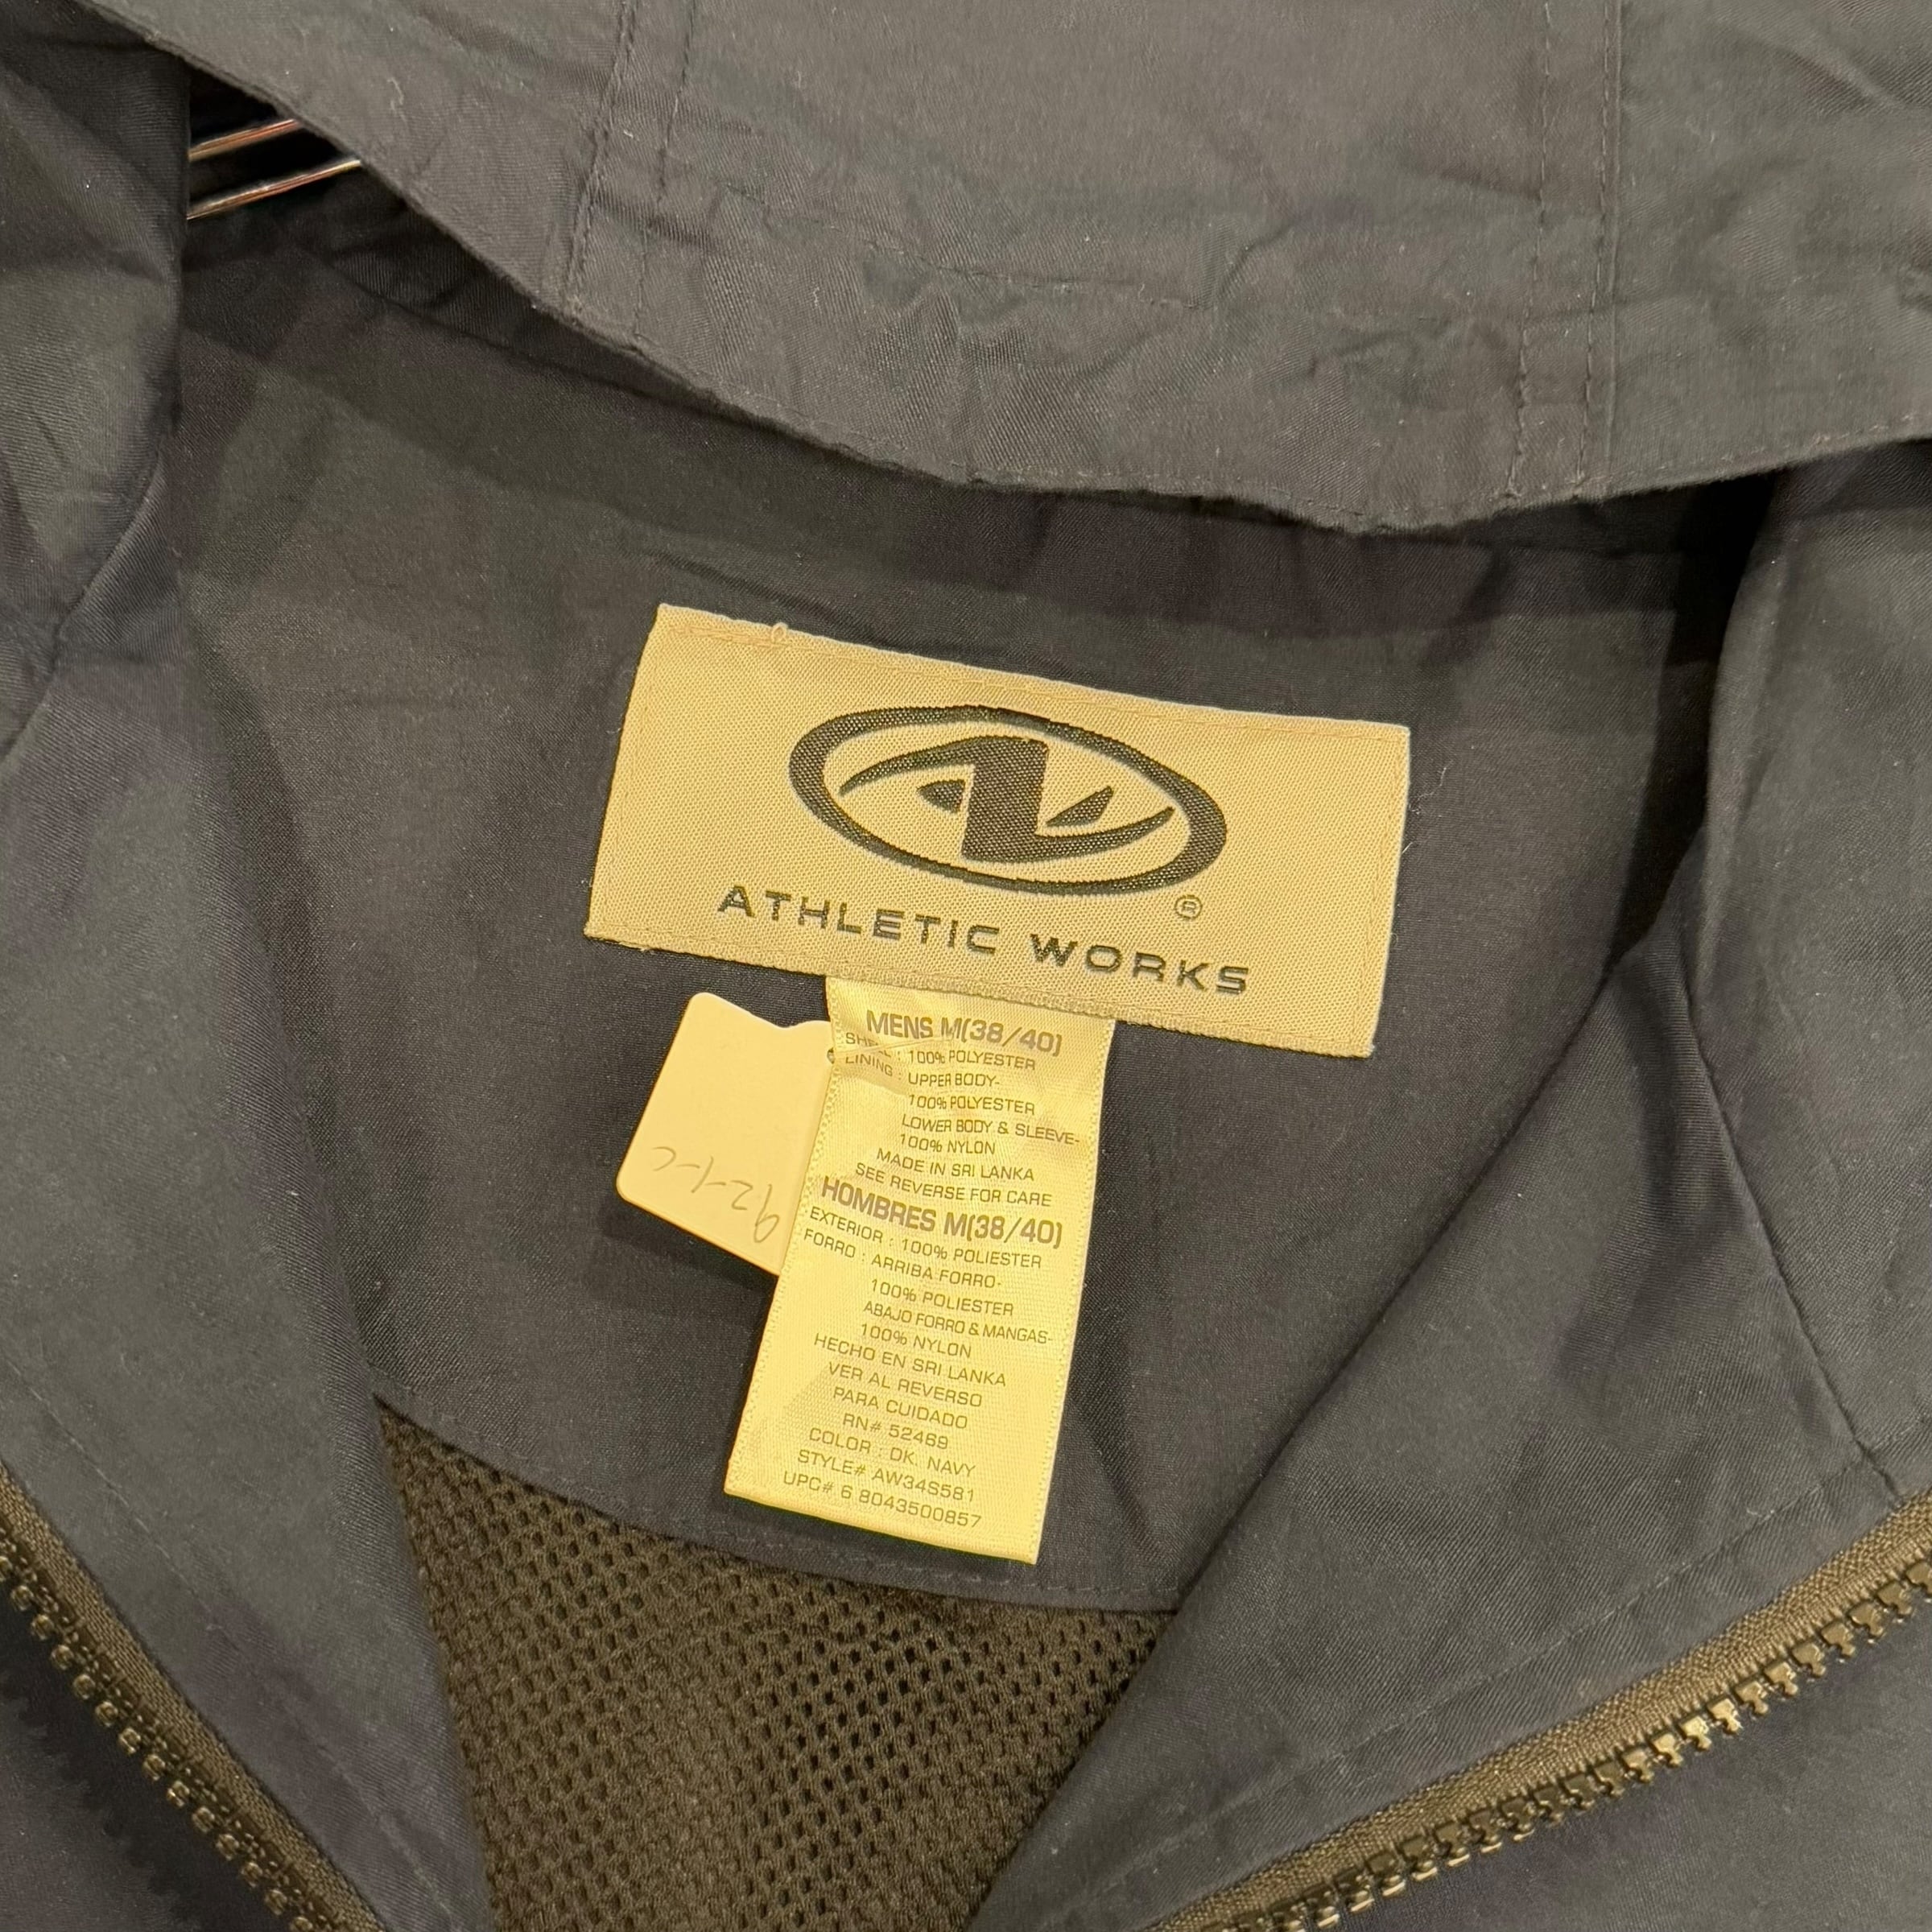 ®
ATHLETIC WORKS
MENS M(38/40)
SHELL : 100% POLYESTER
LINING : UPPER BODY-
100% POLYESTER
LOWER BODY & SLEEVE-
100% NYLON
MADE IN SRI LANKA
SEE REVERSE FOR CARE
HOMBRES M(38/40)
EXTERIOR : 100% POLIESTER
FORRO : ARRIBA FORRO-
100% POLIESTER
ABAJO FORRO & MANGAS-
100% NYLON
HECHO EN SRI LANKA
VER AL REVERSO
PARA CUIDADO
RN# 52469
COLOR : DK. NAVY
STYLE# AW34S581
UPC# 6 8043500857